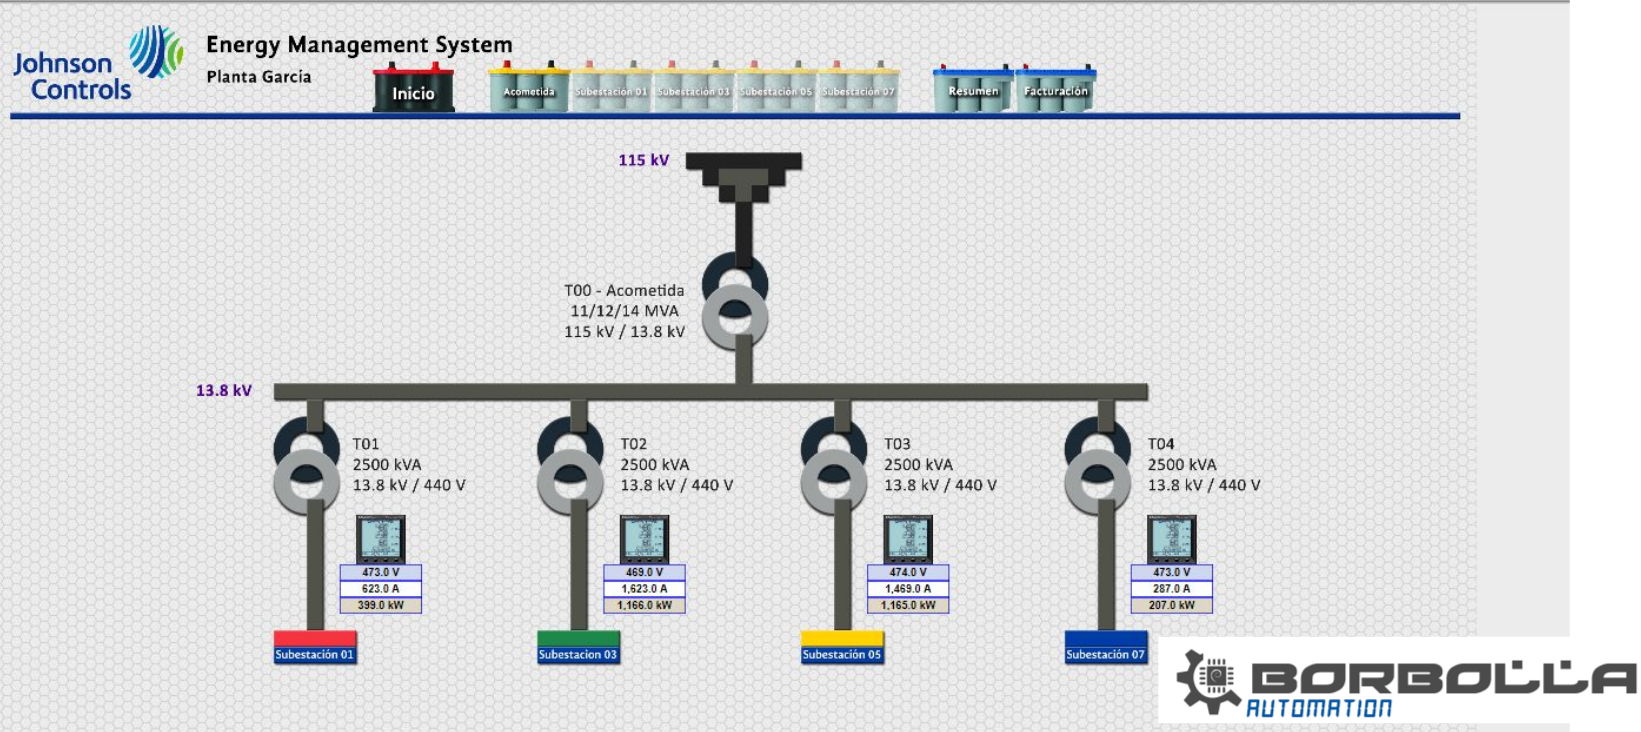 Johnson
Controls
Energy Management System
Planta García
Inicio
Acometida
Subestación 01
Subestación 03
Subestación 05
Subestación 07
Resumen
Facturación
115 kV
T00 - Acometida
11/12/14 MVA
115 kV / 13.8 kV
13.8 kV
T01
2500 kVA
13.8 kV / 440 V
473.0 V
623.0 A
399.0 kW
Subestación 01
T02
2500 kVA
13.8 kV / 440 V
469.0 V
1,623.0 A
1,166.0 kW
Subestacion 03
T03
2500 kVA
13.8 kV / 440 V
474.0 V
1,469.0 A
1,165.0 kW
Subestación 05
T04
2500 kVA
13.8 kV / 440 V
473.0 V
287.0 A
207.0 kW
Subestación 07
BORBOLLA
AUTOMATION